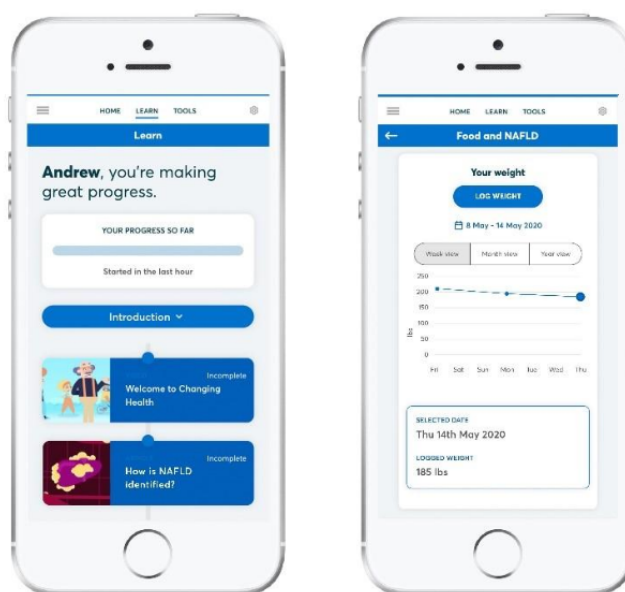 HOME LEARN TOOLS
Learn
Andrew, you're making
great progress.
YOUR PROGRESS SO FAR
Started in the last hour
Introduction
Incomplete
Welcome to Changing
Health
Incomplete
How is NAFLD
identified?
HOME LEARN TOOLS
Food and NAFLD
Your weight
LOG WEIGHT
8 May - 14 May 2020
Week view Month view Year view
250
200
150
100
50
0
lbs
Fri Sat Sun Mon Tue Wed Thu
SELECTED DATE
Thu 14th May 2020
LOGGED WEIGHT
185 lbs